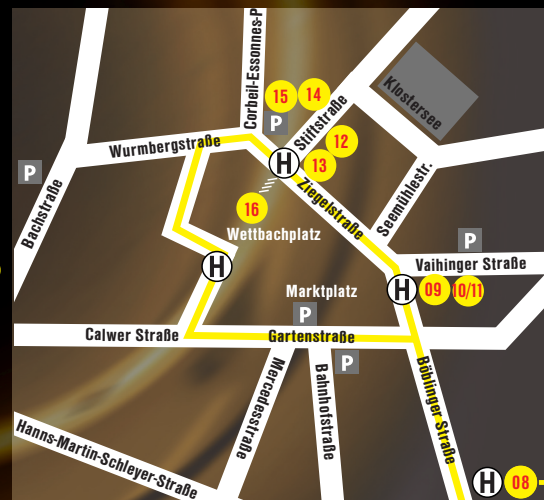 Corbeil-Essonnes-P
15
14
P
Stiftstraße
Klostersee
Wurmbergstraße
12
H
13
P
Bachstraße
Ziegelstraße
Seemühlestr.
16
Wettbachplatz
P
H
Vaihinger Straße
Marktplatz
H
09
10/11
P
Calwer Straße
Gartenstraße
P
Mercedesstraße
Bahnhofstraße
Böblinger Straße
Hanns-Martin-Schleyer-Straße
H
08